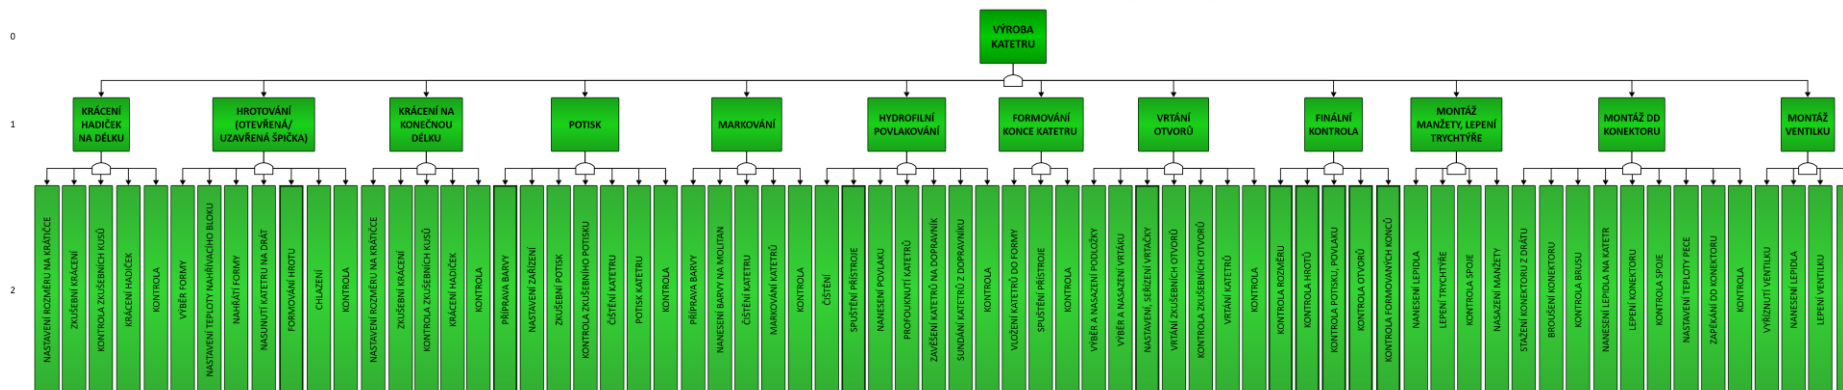 0
VÝROBA
KATETRU
1
KRÁCENÍ
HADIČEK
NA DÉLKU
HROTOVÁNÍ
(OTEVŘENÁ/
UZAVŘENÁ ŠPIČKA)
KRÁCENÍ NA
KONEČNOU
DÉLKU
POTISK
MARKOVÁNÍ
HYDROFILNÍ
POVLAKOVÁNÍ
FORMOVÁNÍ
KONCE KATETRU
VRTÁNÍ
OTVORŮ
FINÁLNÍ
KONTROLA
MONTÁŽ
MANŽETY, LEPENÍ
TRYCHTÝŘE
MONTÁŽ DD
KONEKTORU
MONTÁŽ
VENTILKU
2
NASTAVENÍ ROZMĚRU NA KRÁTIČCE
ZKUŠEBNÍ KRÁCENÍ
KONTROLA ZKUŠEBNÍCH KUSŮ
KRÁCENÍ HADIČEK
KONTROLA
VÝBĚR FORMY
NASTAVENÍ TEPLOTY NAHŘÍVACÍHO BLOKU
NAHŘÁTÍ FORMY
NASUNUTÍ KATETRU NA DRÁT
FORMOVÁNÍ HROTU
CHLAZENÍ
KONTROLA
NASTAVENÍ ROZMĚRU NA KRÁTIČCE
ZKUŠEBNÍ KRÁCENÍ
KONTROLA ZKUŠEBNÍCH KUSŮ
KRÁCENÍ HADIČEK
KONTROLA
PŘÍPRAVA BARVY
NASTAVENÍ ZAŘÍZENÍ
ZKUŠEBNÍ POTISK
KONTROLA ZKUŠEBNÍHO POTISKU
ČIŠTĚNÍ KATETRU
POTISK KATETRU
KONTROLA
PŘÍPRAVA BARVY
NANESENÍ BARVY NA MOLITAN
ČIŠTĚNÍ KATETRU
MARKOVÁNÍ KATETRŮ
KONTROLA
ČIŠTĚNÍ
SPUŠTĚNÍ PŘÍSTROJE
NANESENÍ POVLAKU
PROFOUKNUTÍ KATETRŮ
ZAVĚŠENÍ KATETRŮ NA DOPRAVNÍK
SUNDÁNÍ KATETRŮ Z DOPRAVNÍKU
KONTROLA
VLOŽENÍ KATETRŮ DO FORMY
SPUŠTĚNÍ PŘÍSTROJE
KONTROLA
VÝBĚR A NASAZENÍ PODLOŽKY
VÝBĚR A NASAZENÍ VRTÁKU
NASTAVENÍ, SEŘÍZENÍ VRTAČKY
VRTÁNÍ ZKUŠEBNÍCH OTVORŮ
KONTROLA ZKUŠEBNÍCH OTVORŮ
VRTÁNÍ KATETRŮ
KONTROLA
KONTROLA ROZMĚRU
KONTROLA HROTŮ
KONTROLA POTISKU, POVLAKU
KONTROLA OTVORŮ
KONTROLA FORMOVANÝCH KONCŮ
NANESENÍ LEPIDLA
LEPENÍ TRYCHTÝŘE
KONTROLA SPOJE
NASAZENÍ MANŽETY
STAŽENÍ KONEKTORU Z DRÁTU
BROUŠENÍ KONEKTORU
KONTROLA BRUSU
NANESENÍ LEPIDLA NA KATETR
LEPENÍ KONEKTORU
KONTROLA SPOJE
NASTAVENÍ TEPLOTY PECE
ZAPÉKÁNÍ DD KONEKTORU
KONTROLA
VYŘÍZNUTÍ VENTILKU
NANESENÍ LEPIDLA
LEPENÍ VENTILKU